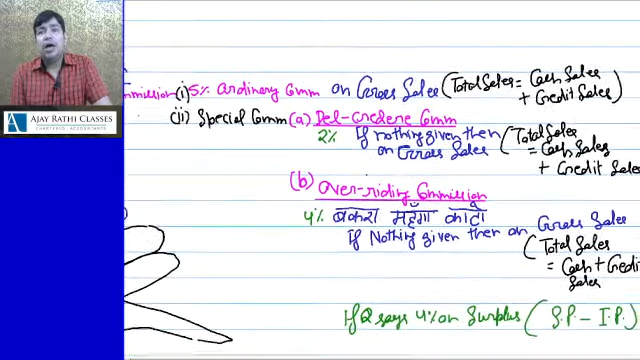 mmission (i) 5% Ordinary Comm on Gross Sales (Total Sales = Cash Sales
+ Credit Sales)
AJAY RATHI CLASSES
CHARTERED ACCOUNTANTS
(ii) Special Comm (a) Del-Credere Comm
2% If nothing given then (Total Sales
on Gross Sales = Cash Sales
+ Credit Sales
(b) Over-riding Commission
4% बकरा महँगा काटो
If Nothing given then on Gross Sales
(Total Sales
= Cash + Credit
Sales
If Q says 4% on Surplus (S.P - I.P)